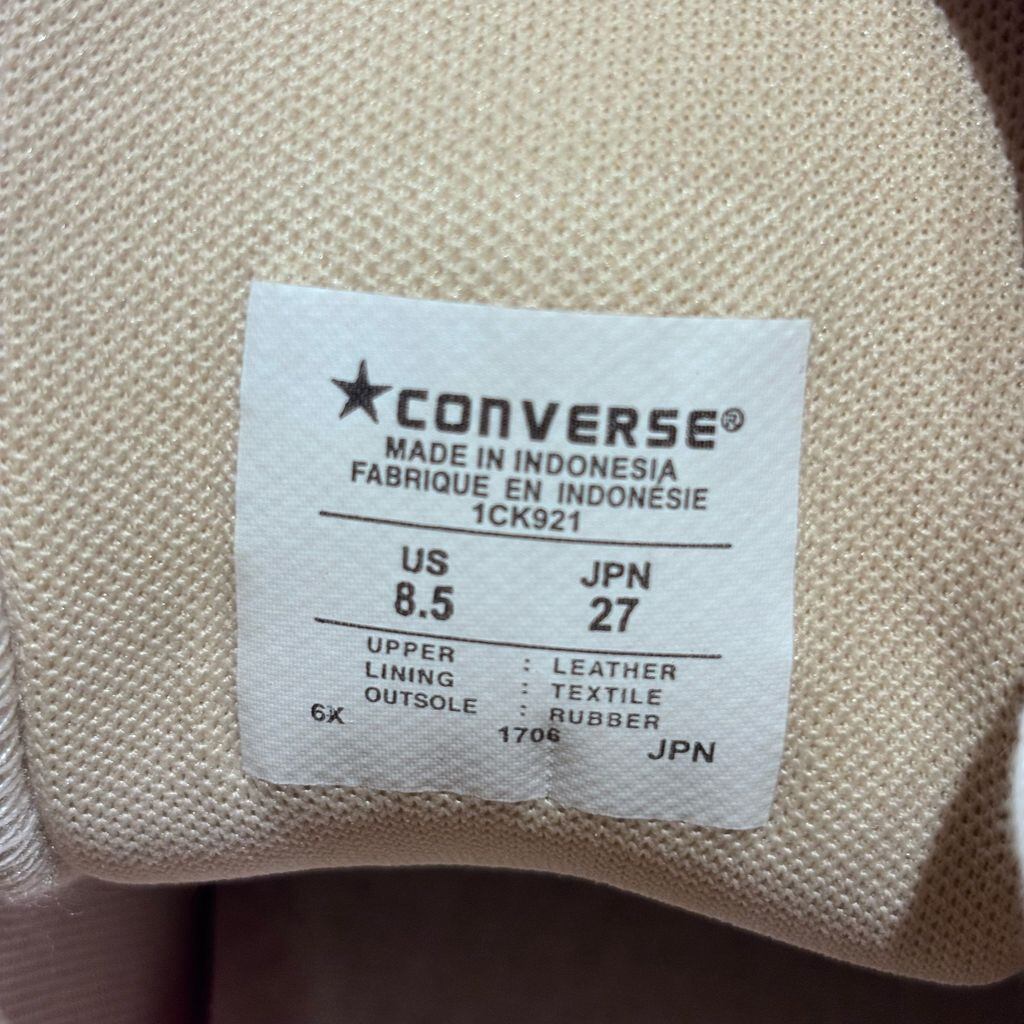 ★CONVERSE®
MADE IN INDONESIA
FABRIQUE EN INDONÉSIE
1CK921
US JPN
8.5 27
UPPER : LEATHER
LINING : TEXTILE
OUTSOLE : RUBBER
6X 1706 JPN